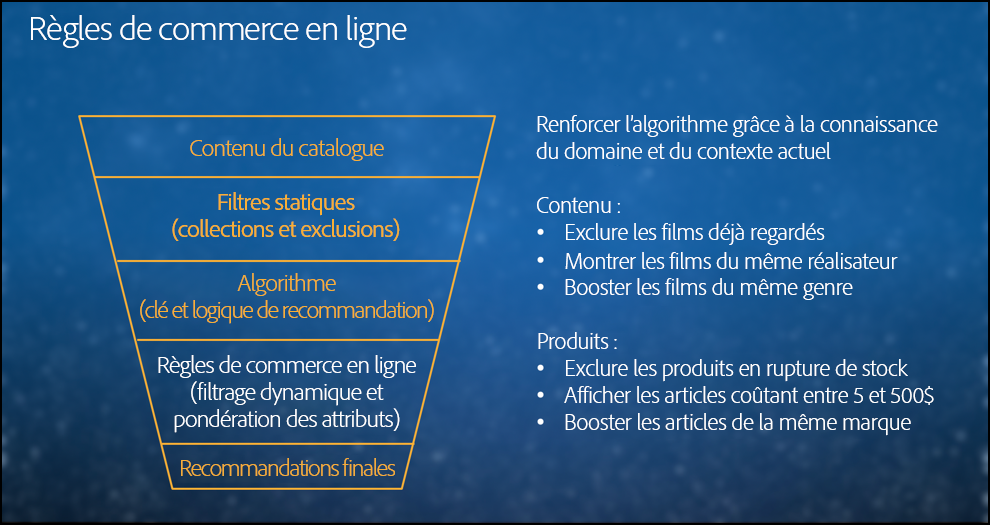 Règles de commerce en ligne
Contenu du catalogue
Filtres statiques
(collections et exclusions)
Algorithme
(clé et logique de recommandation)
Règles de commerce en ligne
(filtrage dynamique et
pondération des attributs)
Recommandations finales
Renforcer l'algorithme grâce à la connaissance
du domaine et du contexte actuel
Contenu :
• Exclure les films déjà regardés
• Montrer les films du même réalisateur
• Booster les films du même genre
Produits :
• Exclure les produits en rupture de stock
• Afficher les articles coûtant entre 5 et 500$
• Booster les articles de la même marque